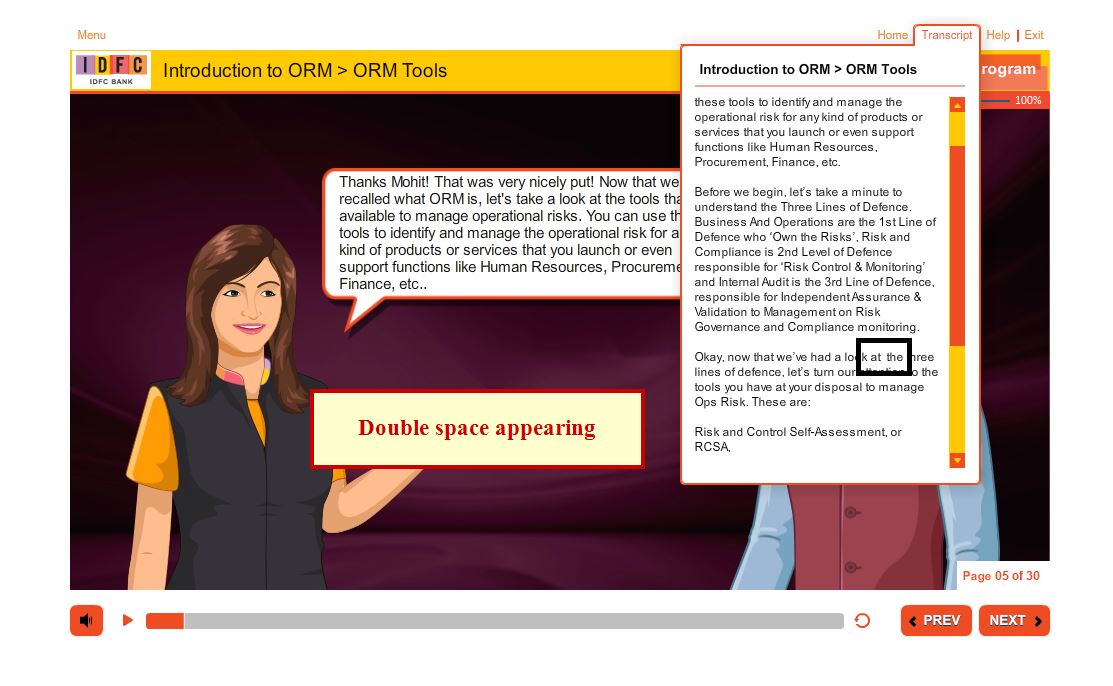 Menu
Home Transcript Help | Exit
IDFC
IDFC BANK
Introduction to ORM > ORM Tools
rogram
100%
Introduction to ORM > ORM Tools
these tools to identify and manage the
operational risk for any kind of products or
services that you launch or even support
functions like Human Resources,
Procurement, Finance, etc.
Before we begin, let's take a minute to
understand the Three Lines of Defence.
Business And Operations are the 1st Line of
Defence who ‘Own the Risks’, Risk and
Compliance is 2nd Level of Defence
responsible for ‘Risk Control & Monitoring’
and Internal Audit is the 3rd Line of Defence,
responsible for Independent Assurance &
Validation to Management on Risk
Governance and Compliance monitoring.
Okay, now that we’ve had a look at the three
lines of defence, let’s turn our attention to the
tools you have at your disposal to manage
Ops Risk. These are:
Risk and Control Self-Assessment, or
RCSA,
Thanks Mohit! That was very nicely put! Now that we
recalled what ORM is, let's take a look at the tools tha
available to manage operational risks. You can use th
tools to identify and manage the operational risk for a
kind of products or services that you launch or even
support functions like Human Resources, Procureme
Finance, etc..
Double space appearing
Page 05 of 30
PREV
NEXT